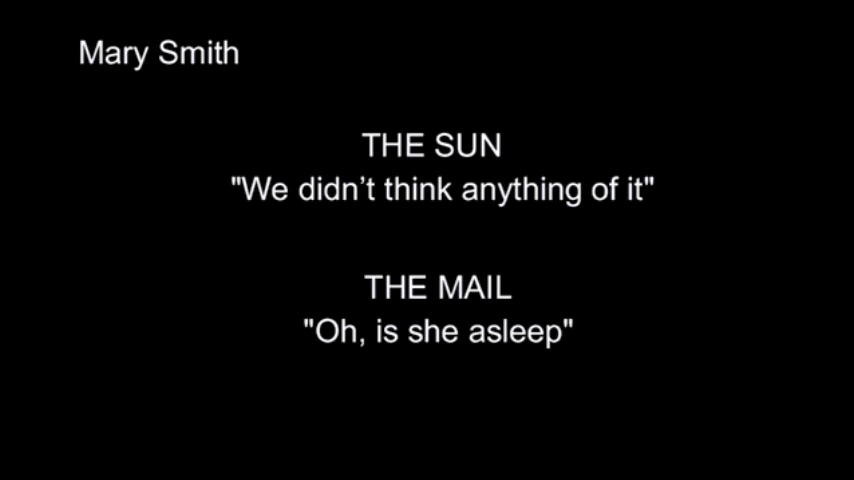 Mary Smith
THE SUN
"We didn’t think anything of it"
THE MAIL
"Oh, is she asleep"